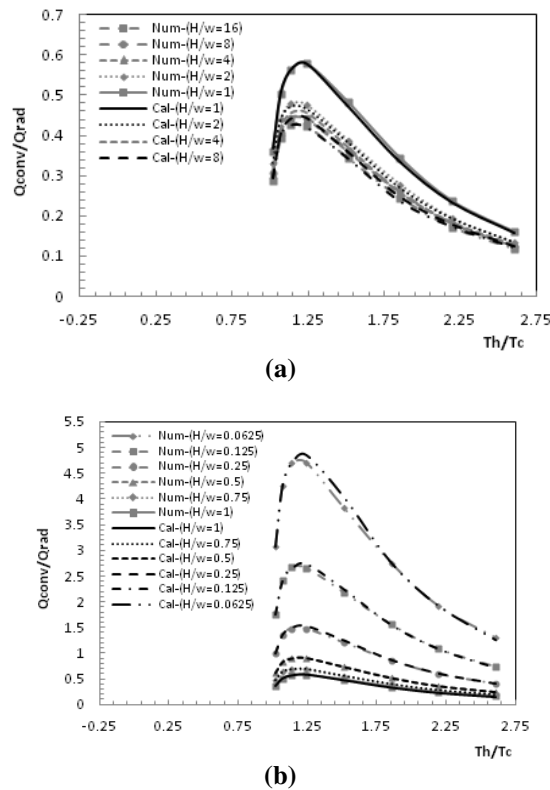 0.7
0.6
0.5
0.4
0.3
0.2
0.1
0
Qconv/Qrad
Num-(H/w=16)
Num-(H/w=8)
Num-(H/w=4)
Num-(H/w=2)
Num-(H/w=1)
Cal-(H/w=1)
Cal-(H/w=2)
Cal-(H/w=4)
Cal-(H/w=8)
-0.25 0.25 0.75 1.25 1.75 2.25 2.75
Th/Tc
(a)
5.5
5
4.5
4
3.5
3
2.5
2
1.5
1
0.5
0
Qconv/Qrad
Num-(H/w=0.0625)
Num-(H/w=0.125)
Num-(H/w=0.25)
Num-(H/w=0.5)
Num-(H/w=0.75)
Num-(H/w=1)
Cal-(H/w=1)
Cal-(H/w=0.75)
Cal-(H/w=0.5)
Cal-(H/w=0.25)
Cal-(H/w=0.125)
Cal-(H/w=0.0625)
-0.25 0.25 0.75 1.25 1.75 2.25 2.75
Th/Tc
(b)